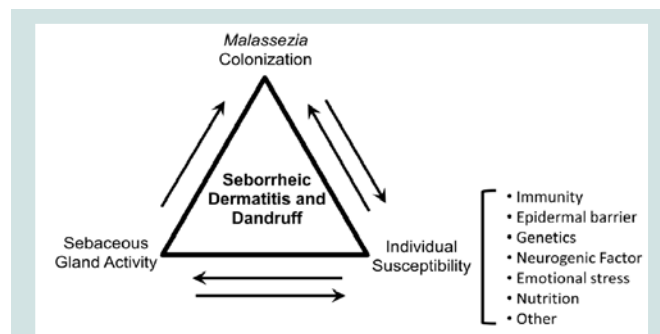 Malassezia
Colonization
Seborrheic
Dermatitis and
Dandruff
Sebaceous
Gland Activity
Individual
Susceptibility
• Immunity
• Epidermal barrier
• Genetics
• Neurogenic Factor
• Emotional stress
• Nutrition
• Other